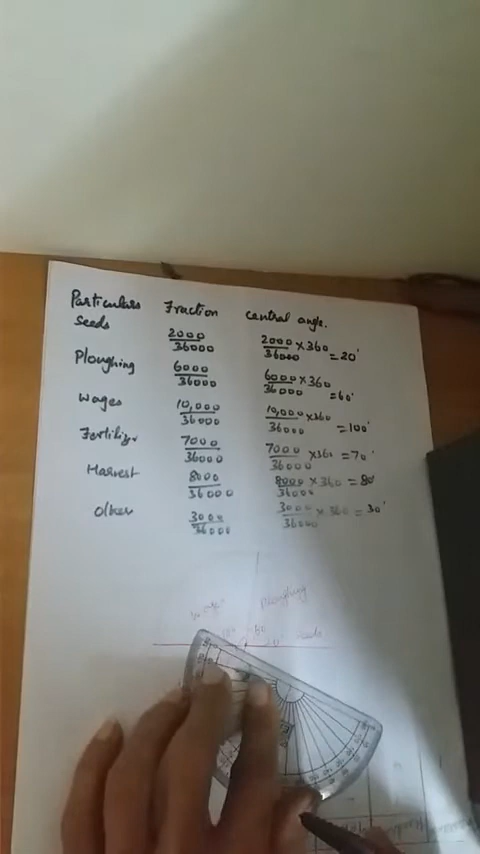 Particulars Fraction central angle.
Seeds 2000/36000 2000/36000 ×360 = 20°
Ploughing 6000/36000 6000/36000 ×360 = 60°
Wages 10,000/36000 10,000/36000 ×360 = 100°
Fertilizer 7000/36000 7000/36000 ×360 = 70°
Harvest 8000/36000 8000/36000 ×360 = 80°
Other 3000/36000 3000/36000 ×360 = 30°
Ploughing
Seeds